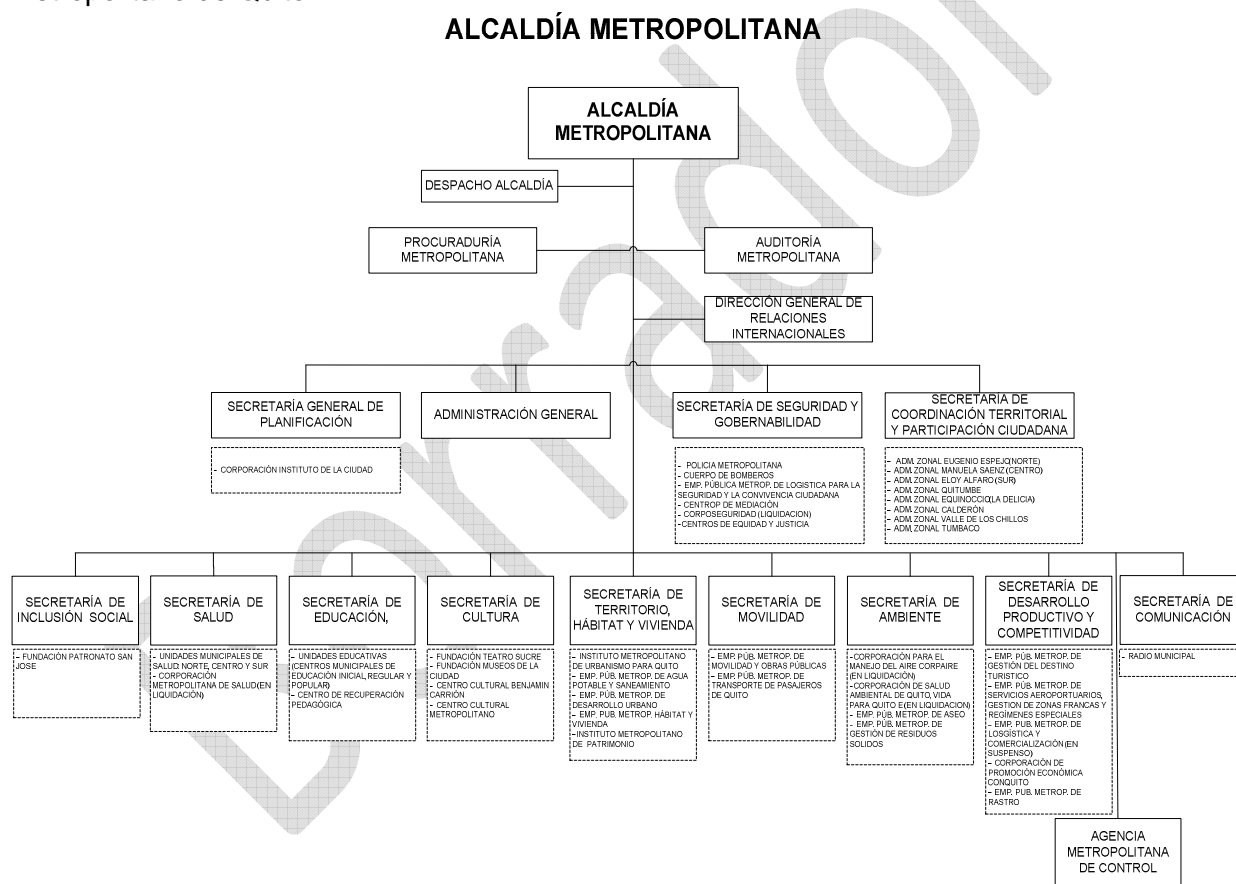 ALCALDÍA METROPOLITANA
ALCALDÍA
METROPOLITANA
DESPACHO ALCALDÍA
PROCURADURÍA
METROPOLITANA
AUDITORÍA
METROPOLITANA
DIRECCIÓN GENERAL DE
RELACIONES
INTERNACIONALES
SECRETARÍA GENERAL DE
PLANIFICACIÓN
ADMINISTRACIÓN GENERAL
SECRETARÍA DE SEGURIDAD Y
GOBERNABILIDAD
SECRETARÍA DE
COORDINACIÓN TERRITORIAL
Y PARTICIPACIÓN CIUDADANA
- CORPORACIÓN INSTITUTO DE LA CIUDAD
- POLICIA METROPOLITANA
- CUERPO DE BOMBEROS
- EMP. PÚBLICA METROP. DE LOGISTICA PARA LA
SEGURIDAD Y LA CONVIVENCIA CIUDADANA
- CENTROP DE MEDIACIÓN
- CORPOSEGURIDAD (LIQUIDACION)
-CENTROS DE EQUIDAD Y JUSTICIA
- ADM. ZONAL EUGENIO ESPEJO(NORTE)
- ADM. ZONAL MANUELA SAENZ (CENTRO)
- ADM. ZONAL ELOY ALFARO (SUR)
- ADM. ZONAL QUITUMBE
- ADM. ZONAL EQUINOCCIO(LA DELICIA)
- ADM. ZONAL CALDERÓN
- ADM. ZONAL VALLE DE LOS CHILLOS
- ADM. ZONAL TUMBACO
SECRETARÍA DE
INCLUSIÓN SOCIAL
SECRETARÍA DE
SALUD
SECRETARÍA DE
EDUCACIÓN,
SECRETARÍA DE
CULTURA
SECRETARÍA DE
TERRITORIO,
HÁBITAT Y VIVIENDA
SECRETARÍA DE
MOVILIDAD
SECRETARÍA DE
AMBIENTE
SECRETARÍA DE
DESARROLLO
PRODUCTIVO Y
COMPETITIVIDAD
SECRETARÍA DE
COMUNICACIÓN
- FUNDACIÓN PATRONATO SAN
JOSE
- UNIDADES MUNICIPALES DE
SALUD: NORTE, CENTRO Y SUR
- CORPORACIÓN
METROPOLITANA DE SALUD(EN
LIQUIDACIÓN)
- UNIDADES EDUCATIVAS
(CENTROS MUNICIPALES DE
EDUCACIÓN INICIAL, REGULAR Y
POPULAR)
- CENTRO DE RECUPERACIÓN
PEDAGÓGICA
- FUNDACIÓN TEATRO SUCRE
- FUNDACIÓN MUSEOS DE LA
CIUDAD
- CENTRO CULTURAL BENJAMIN
CARRIÓN
- CENTRO CULTURAL
METROPOLITANO
- INSTITUTO METROPOLITANO
DE URBANISMO PARA QUITO
- EMP. PÚB. METROP. DE AGUA
POTABLE Y SANEAMIENTO
- EMP. PÚB. METROP. DE
DESARROLLO URBANO
- EMP. PUB. METROP. HÁBITAT Y
VIVIENDA
-INSTITUTO METROPOLITANO
DE PATRIMONIO
- EMP. PÚB. METROP. DE
MOVILIDAD Y OBRAS PÚBLICAS
- EMP. PÚB. METROP. DE
TRANSPORTE DE PASAJEROS
DE QUITO
-CORPORACIÓN PARA EL
MANEJO DEL AIRE CORPAIRE
(EN LIQUIDACIÓN)
-CORPORACIÓN DE SALUD
AMBIENTAL DE QUITO, VIDA
PARA QUITO E(EN LIQUIDACION)
- EMP. PÚB. METROP. DE ASEO
- EMP. PÚB. METROP. DE
GESTIÓN DE RESIDUOS
SOLIDOS
- EMP. PÚB. METROP. DE
GESTIÓN DEL DESTINO
TURISTICO
- EMP. PÚB. METROP. DE
SERVICIOS AEROPORTUARIOS,
GESTION DE ZONAS FRANCAS Y
REGÍMENES ESPECIALES
- EMP. PUB. METROP. DE
LOSGÍSTICA Y
COMERCIALIZACIÓN (EN
SUSPENSO)
- CORPORACIÓN DE
PROMOCIÓN ECONÓMICA
CONQUITO
- EMP. PUB. METROP. DE
RASTRO
- RADIO MUNICIPAL
AGENCIA
METROPOLITANA
DE CONTROL
Borrador